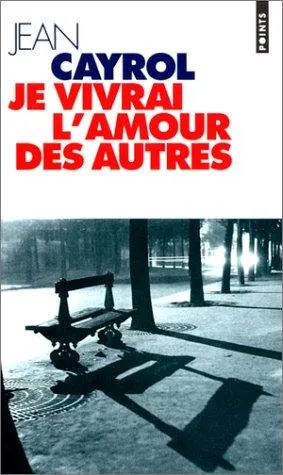 JEAN
CAYROL
JE VIVRAI
L'AMOUR
DES AUTRES
POINTS